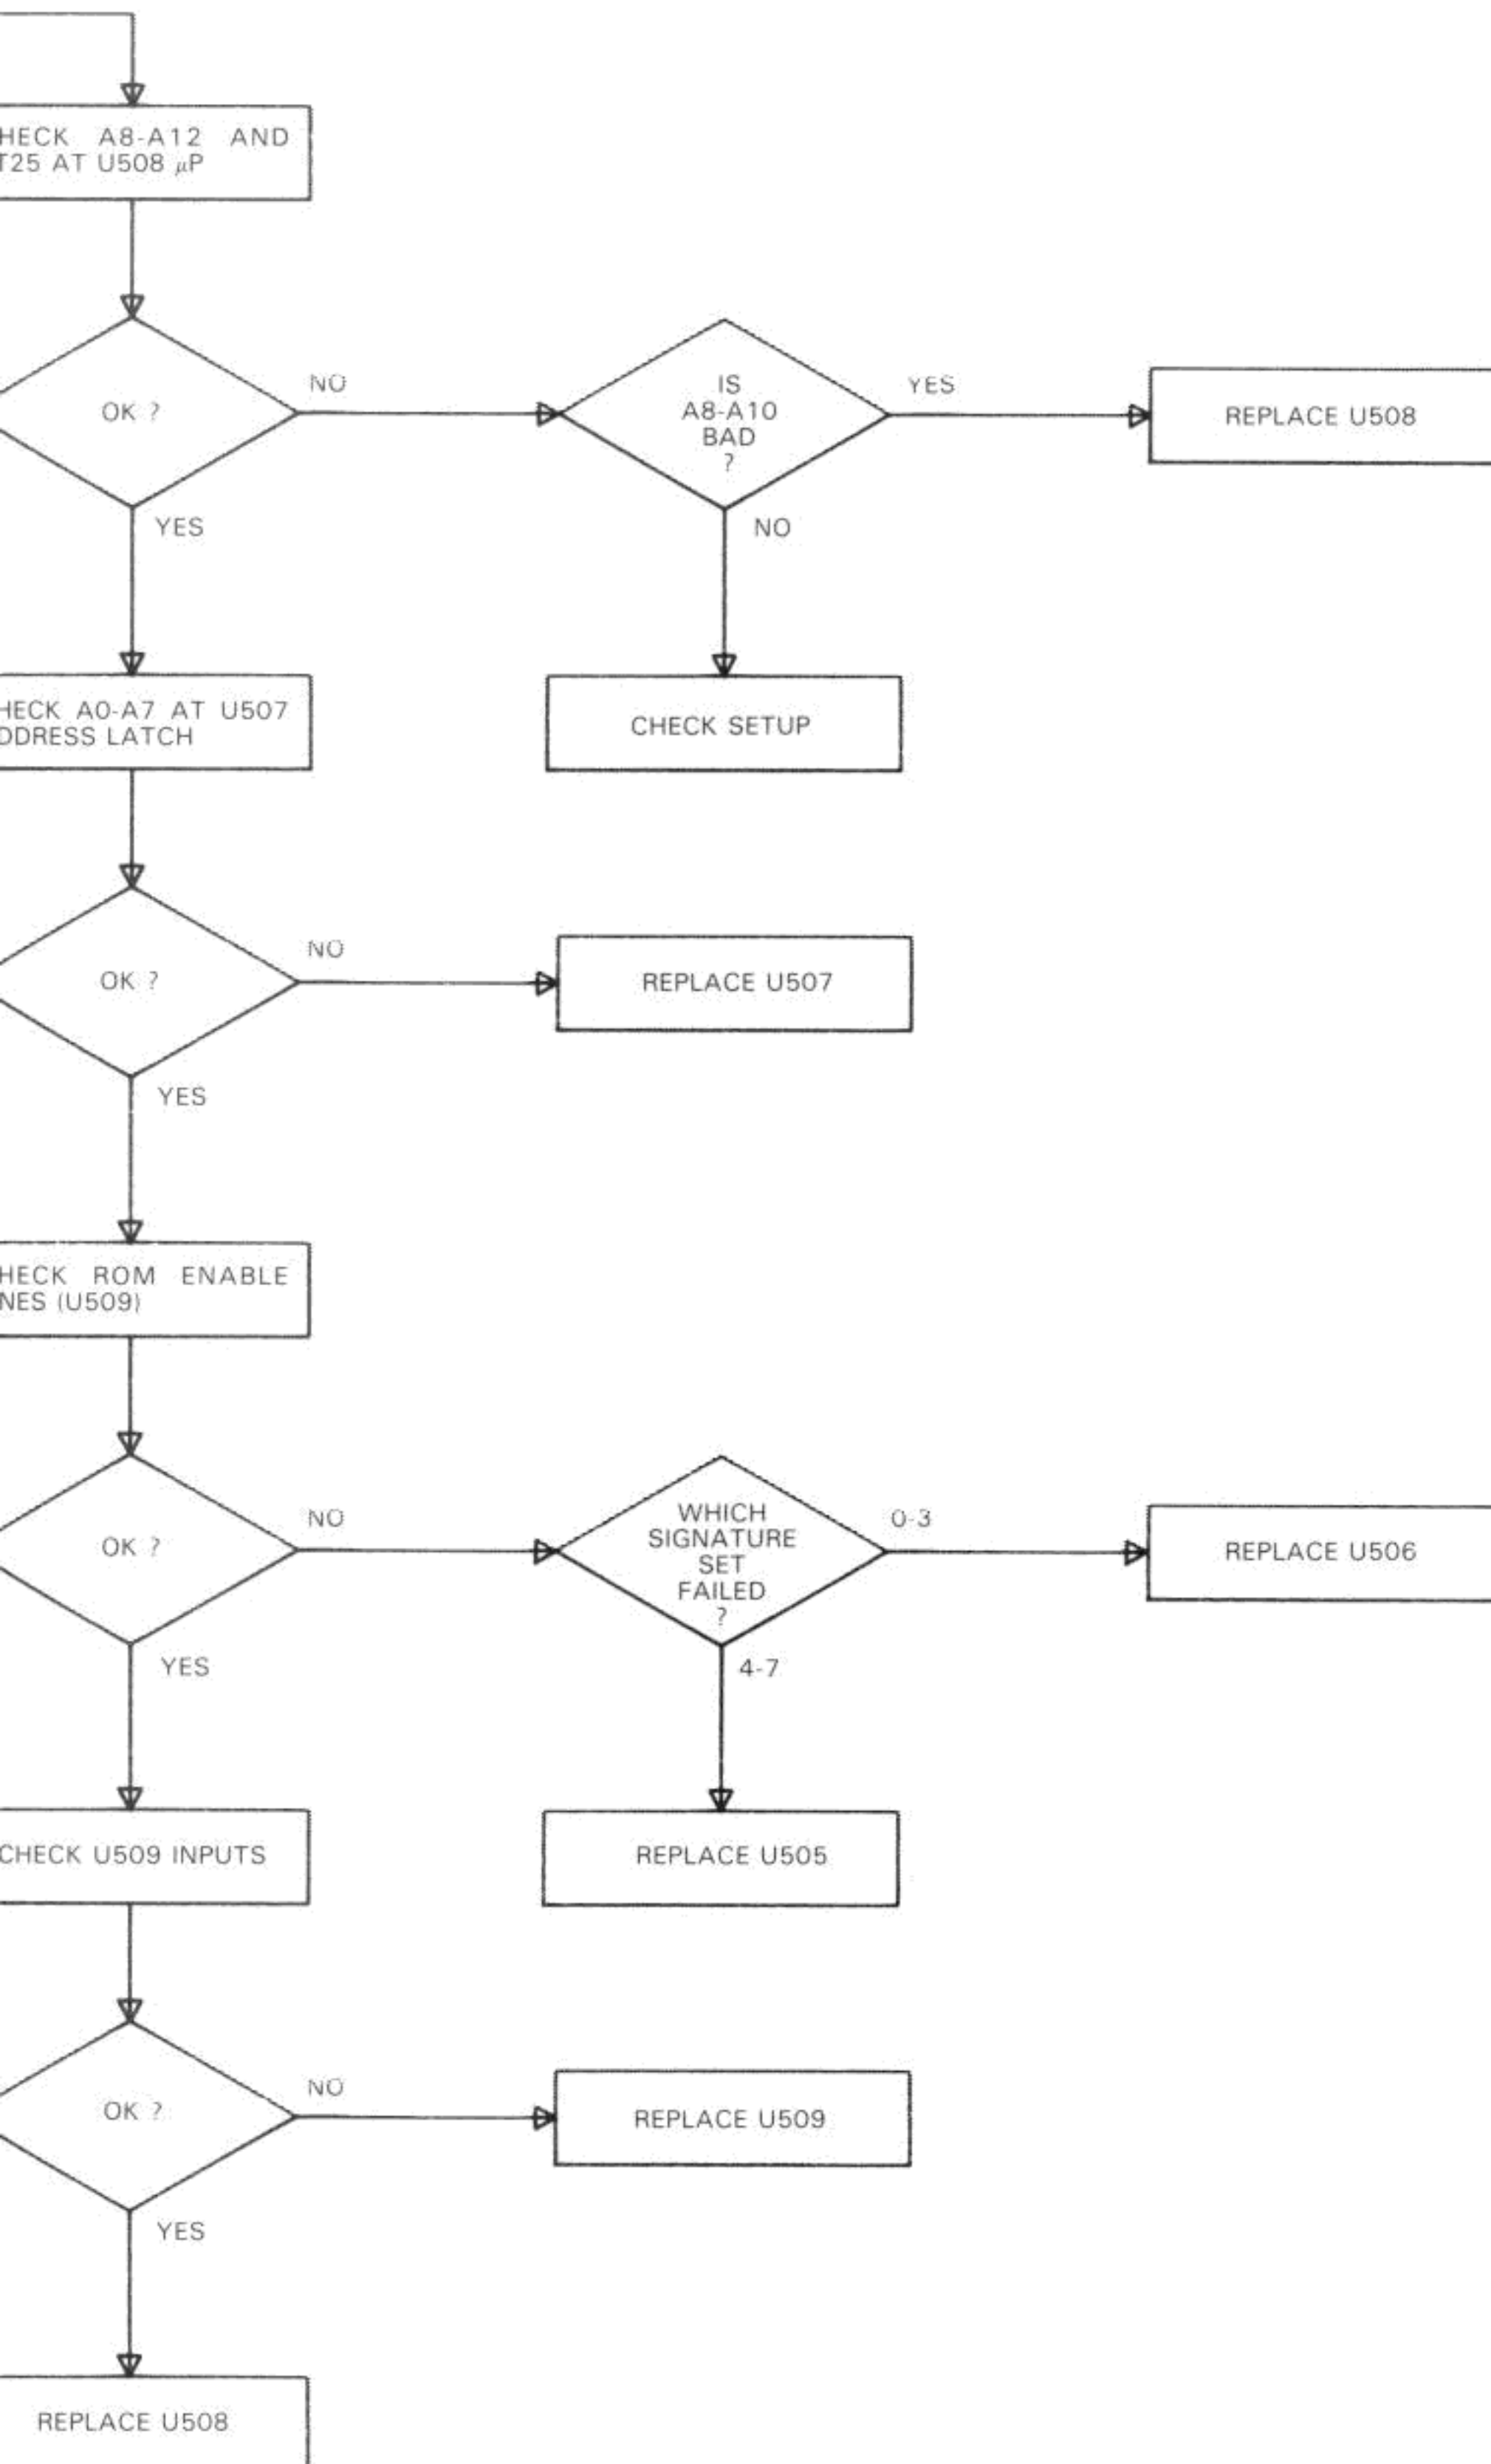 HECK A8-A12 AND
T25 AT U508 µP
OK ?
NO
IS
A8-A10
BAD
?
YES
REPLACE U508
YES
NO
HECK A0-A7 AT U507
DDRESS LATCH
CHECK SETUP
OK ?
NO
REPLACE U507
YES
HECK ROM ENABLE
NES (U509)
OK ?
NO
WHICH
SIGNATURE
SET
FAILED
?
0-3
REPLACE U506
YES
4-7
CHECK U509 INPUTS
REPLACE U505
OK ?
NO
REPLACE U509
YES
REPLACE U508